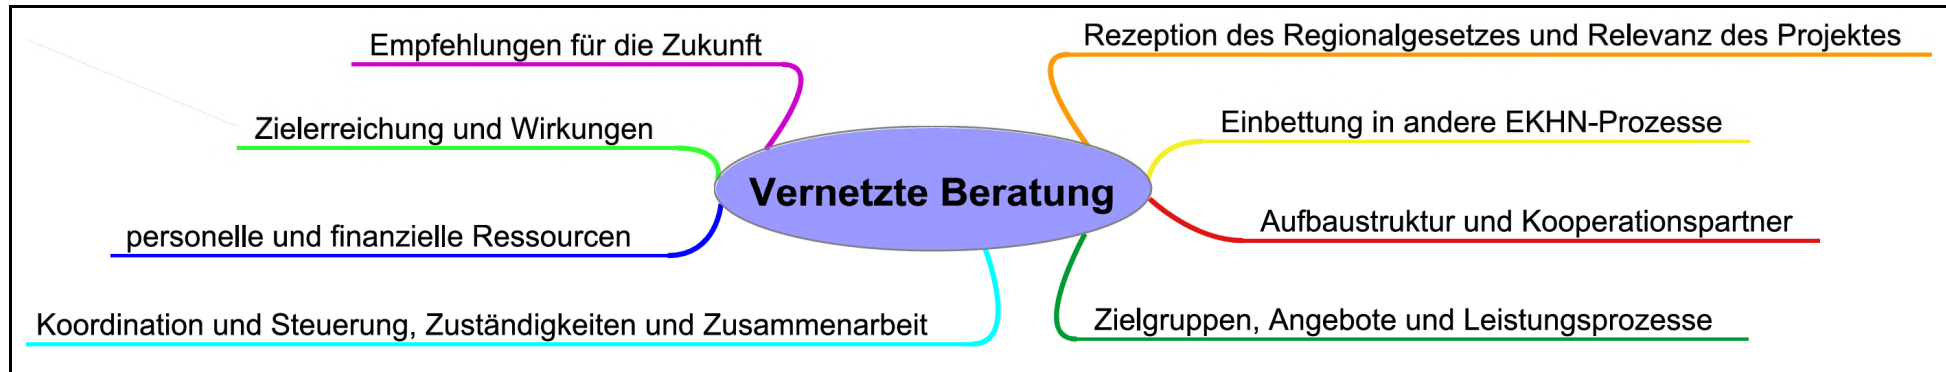 Empfehlungen für die Zukunft
Rezeption des Regionalgesetzes und Relevanz des Projektes
Zielerreichung und Wirkungen
Einbettung in andere EKHN-Prozesse
Vernetzte Beratung
personelle und finanzielle Ressourcen
Aufbaustruktur und Kooperationspartner
Koordination und Steuerung, Zuständigkeiten und Zusammenarbeit
Zielgruppen, Angebote und Leistungsprozesse